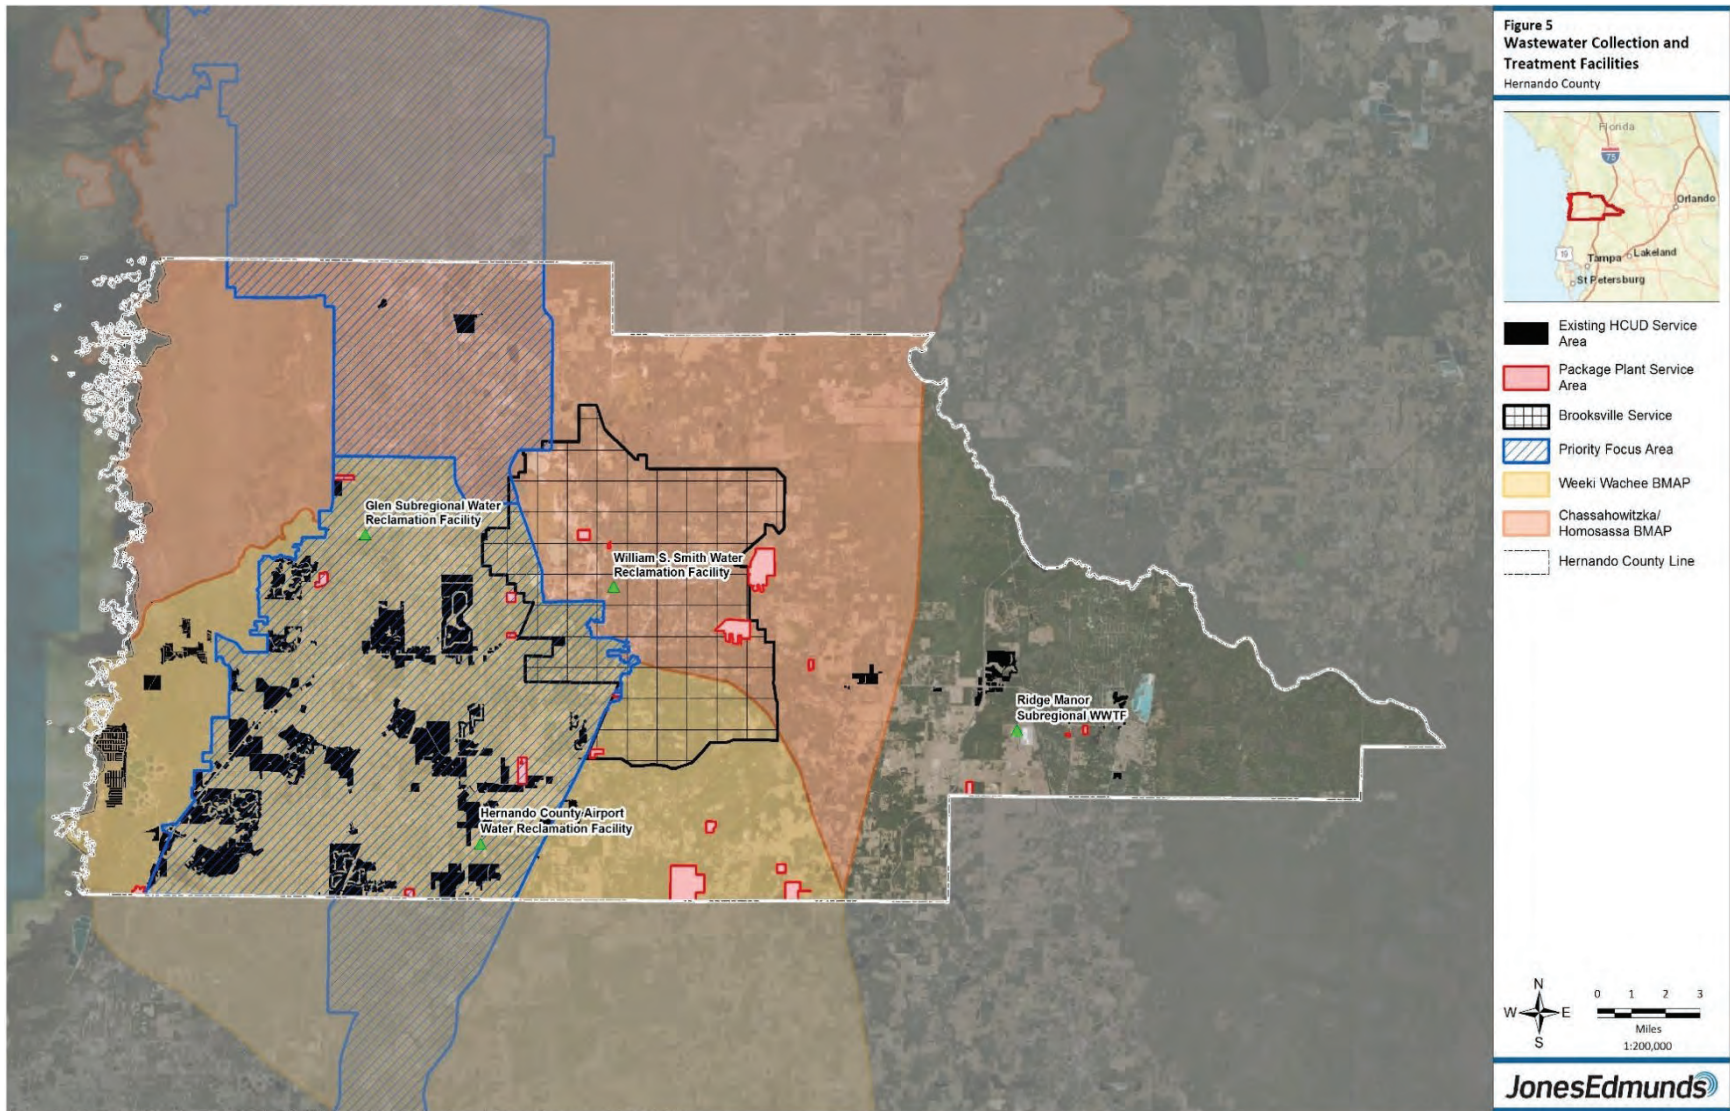 Figure 5
Wastewater Collection and
Treatment Facilities
Hernando County
Florida
75
Orlando
19
Tampa
Lakeland
St Petersburg
Existing HCUD Service
Area
Package Plant Service
Area
Brooksville Service
Priority Focus Area
Weeki Wachee BMAP
Chassahowitzka/
Homosassa BMAP
Hernando County Line
Glen Subregional Water
Reclamation Facility
William S. Smith Water
Reclamation Facility
Ridge Manor
Subregional WWTF
Hernando County Airport
Water Reclamation Facility
N
W E
S
0 1 2 3
Miles
1:200,000
JonesEdmunds